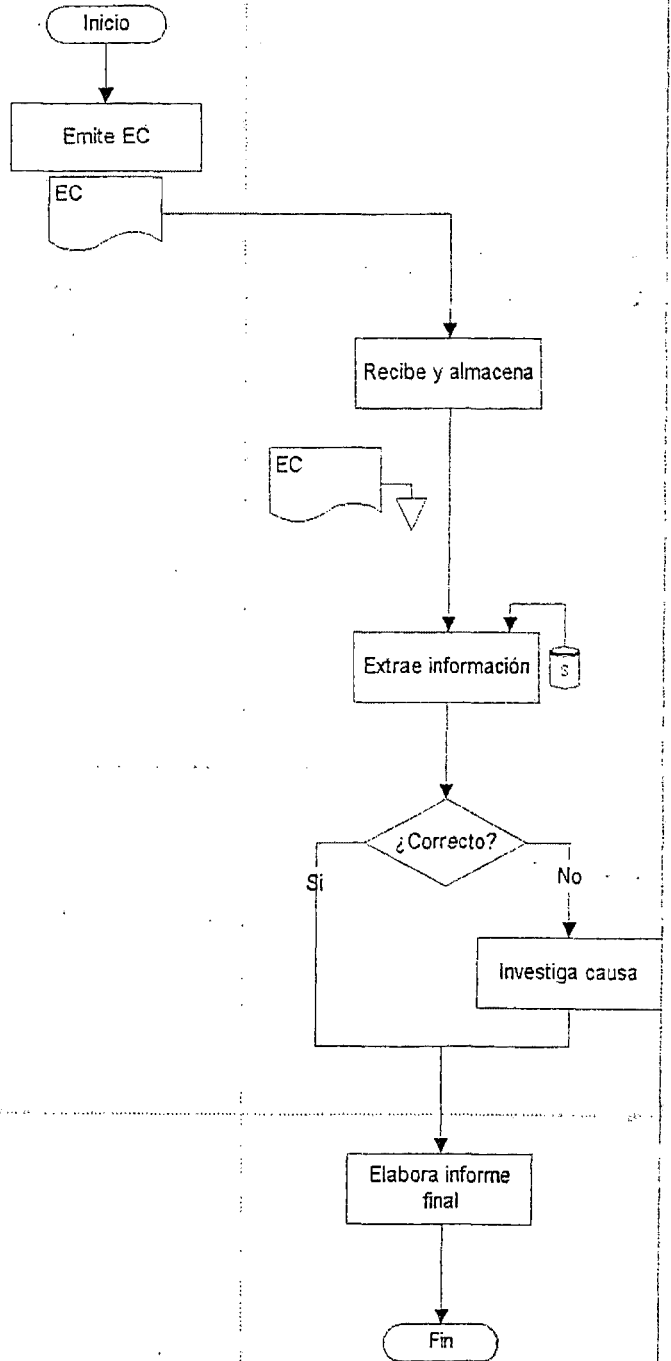 Inicio
Emite EC
EC
Recibe y almacena
EC
Extrae información
S
¿Correcto?
Si
No
Investiga causa
Elabora informe
final
Fin